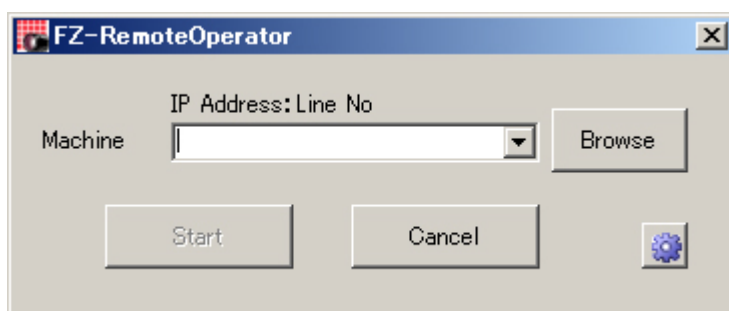 FZ-RemoteOperator
IP Address:Line No
Machine
Browse
Start
Cancel